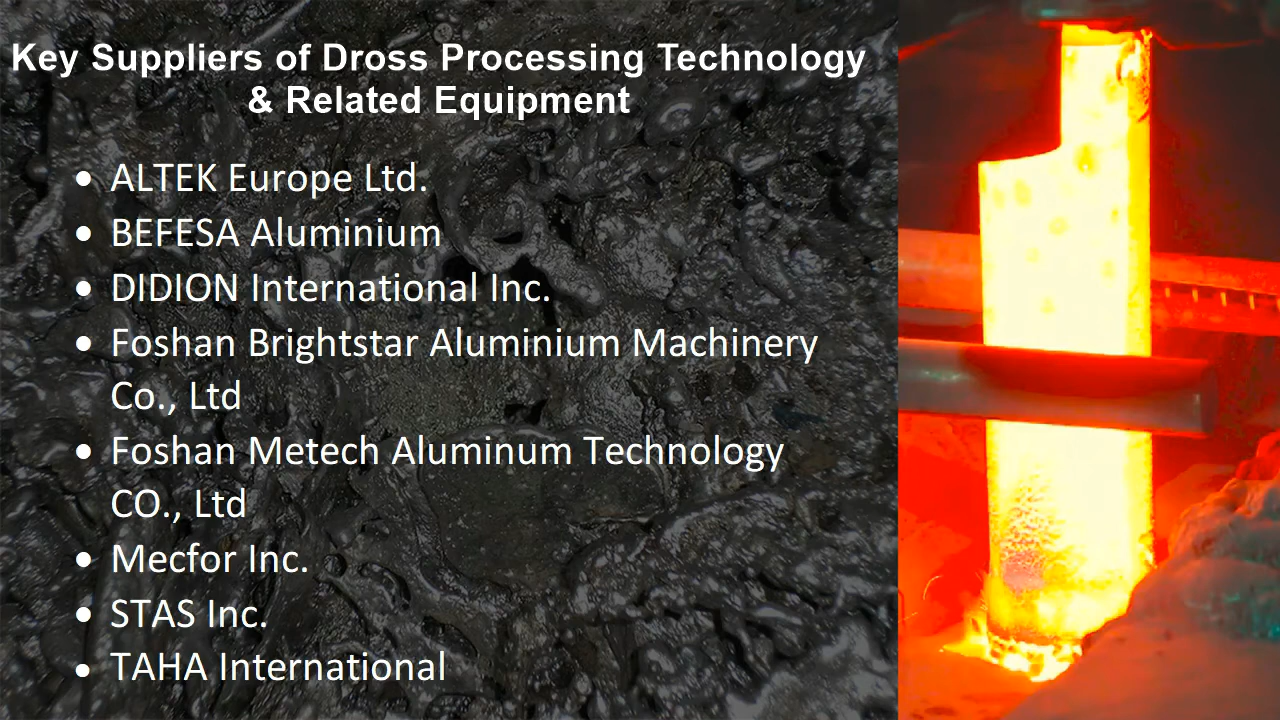 Key Suppliers of Dross Processing Technology
& Related Equipment
• ALTEK Europe Ltd.
• BEFESA Aluminium
• DIDION International Inc.
• Foshan Brightstar Aluminium Machinery
Co., Ltd
• Foshan Metech Aluminum Technology
CO., Ltd
• Mecfor Inc.
• STAS Inc.
• TAHA International